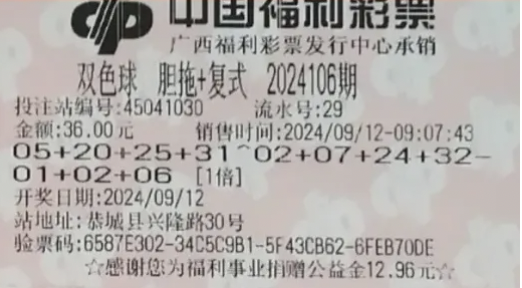 中国福利彩票
广西福利彩票发行中心承销
双色球 胆拖+复式 2024106期
投注站编号:45041030 流水号:29
金额:36.00元 销售时间:2024/09/12-09:07:43
05+20+25+31~02+07+24+32-
01+02+06 [1倍]
开奖日期:2024/09/12
站地址:恭城县兴隆路30号
验票码:6587E302-34C5C9B1-5F43CB62-6FEB70DE
☆感谢您为福利事业捐赠公益金12.96元☆